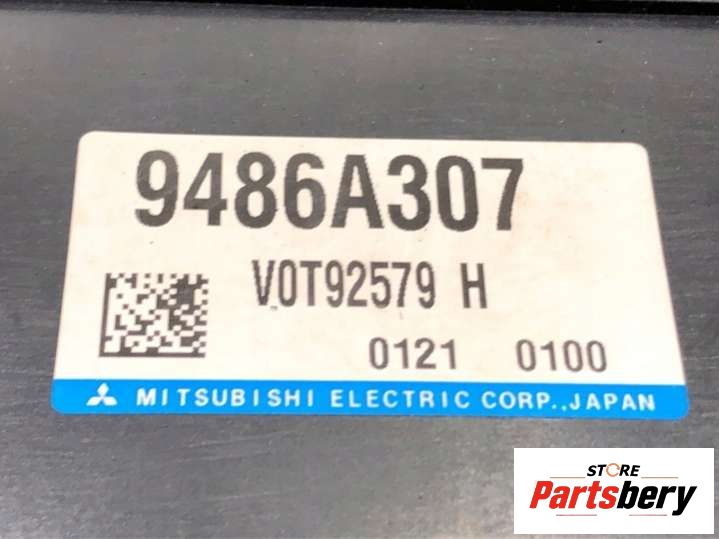 9486A307
V0T92579 H
0121 0100
MITSUBISHI ELECTRIC CORP.,JAPAN
STORE
Partsbery